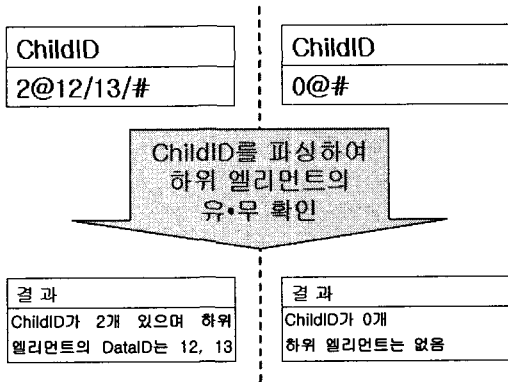 ChildID
2@12/13/#
ChildID
0@#
ChildID를 파싱하여
하위 엘리먼트의
유•무 확인
결 과
ChildID가 2개 있으며 하위
엘리먼트의 DataID는 12, 13
결 과
ChildID가 0개
하위 엘리먼트는 없음